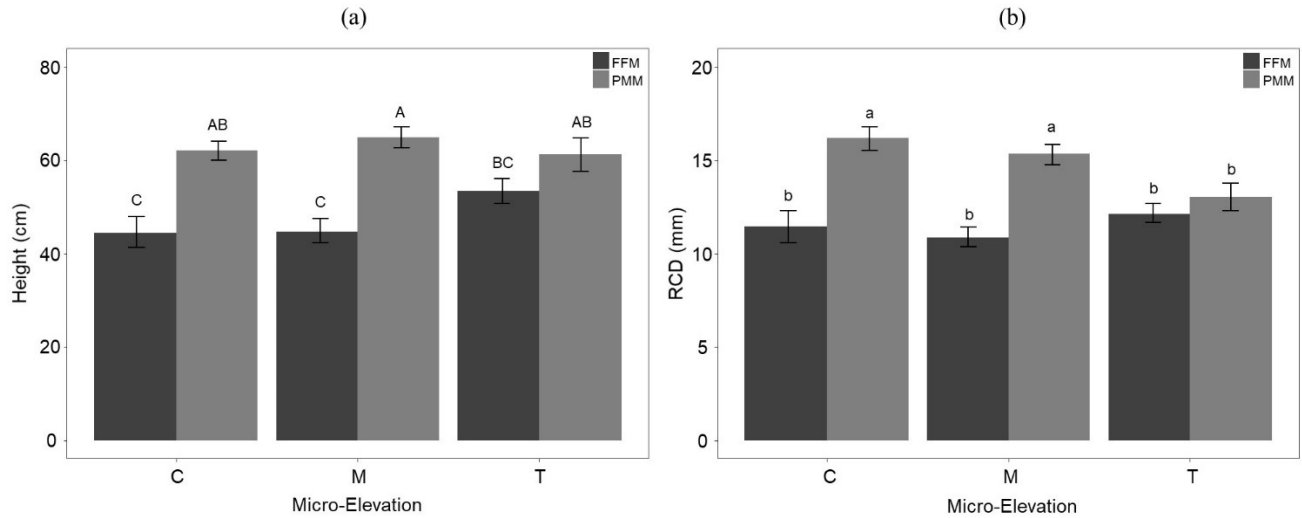 (a)
80
60
40
20
0
Height (cm)
FFM
PMM
C
AB
C
A
BC
AB
C
M
T
Micro-Elevation
(b)
20
15
10
5
0
RCD (mm)
FFM
PMM
b
a
b
a
b
b
C
M
T
Micro-Elevation